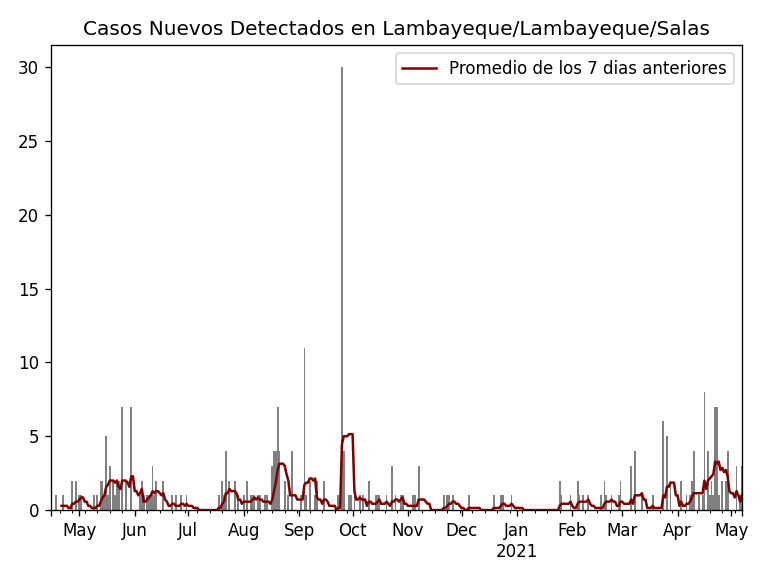 Casos Nuevos Detectados en Lambayeque/Lambayeque/Salas
Promedio de los 7 dias anteriores
30
25
20
15
10
5
0
May Jun Jul Aug Sep Oct Nov Dec Jan Feb Mar Apr May
2021